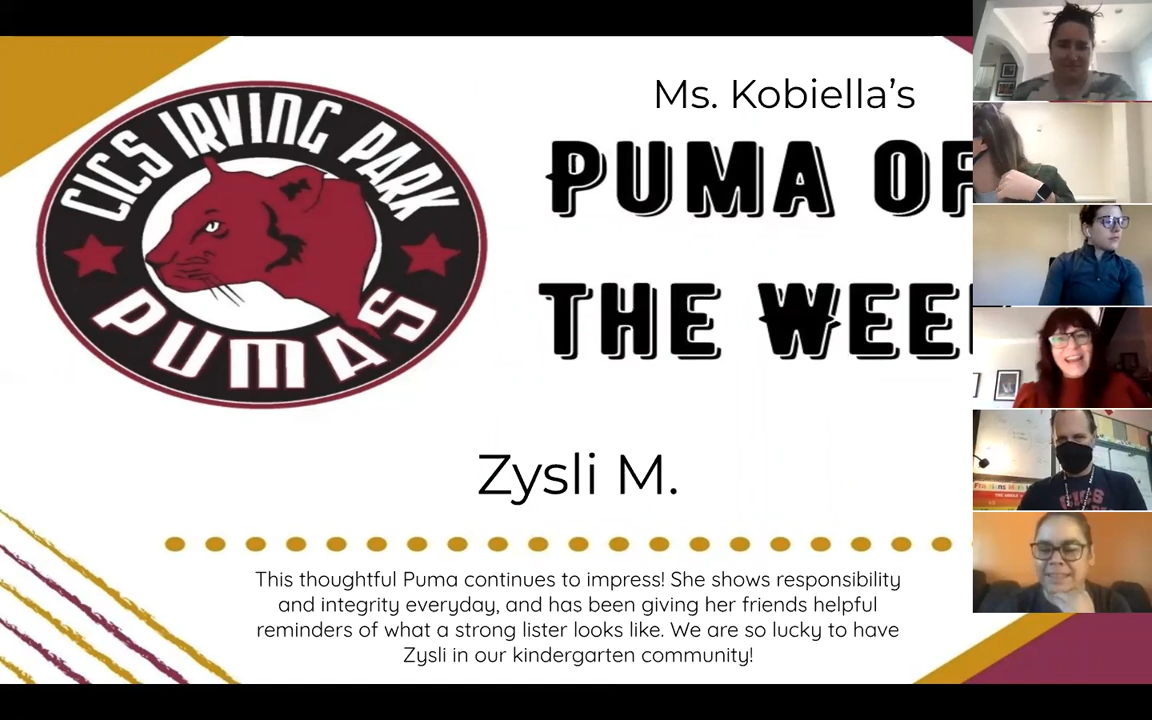 CICS IRVING PARK
PUMAS
Ms. Kobiella's
PUMA OF
THE WEE
Zysli M.
This thoughtful Puma continues to impress! She shows responsibility
and integrity everyday, and has been giving her friends helpful
reminders of what a strong lister looks like. We are so lucky to have
Zysli in our kindergarten community!
CICS